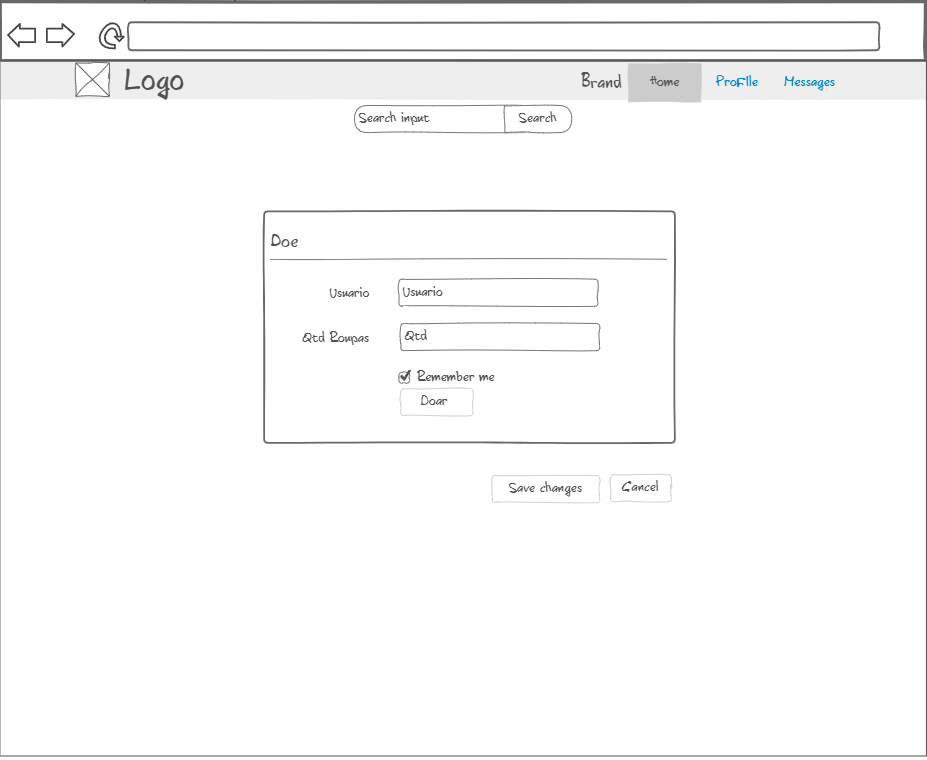 Logo
Brand Home Profile Messages
Search input Search
Doe
Usuario Usuario
Qtd Roupas Qtd
Remember me
Doar
Save changes Cancel